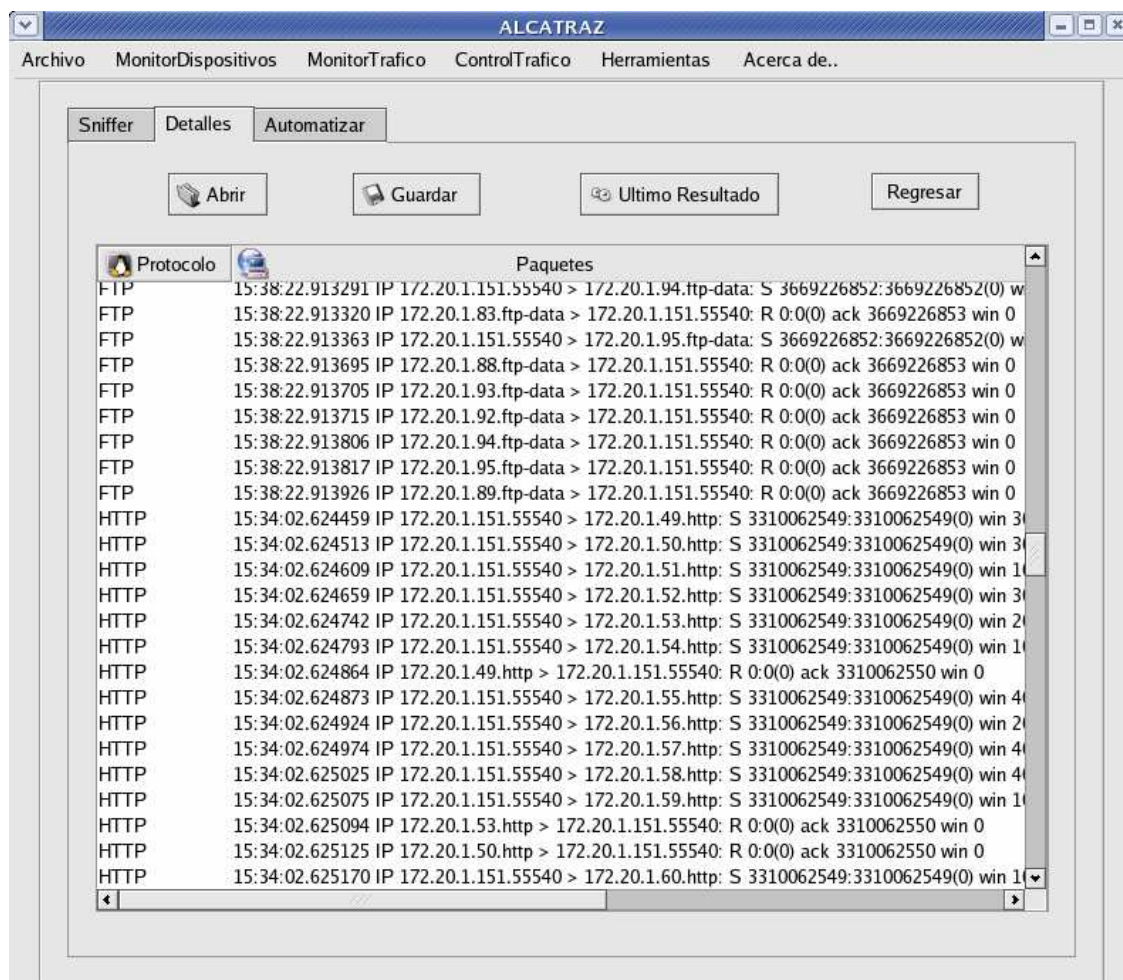 ALCATRAZ
Archivo MonitorDispositivos MonitorTrafico ControlTrafico Herramientas Acerca de..
Sniffer Detalles Automatizar
Abrir Guardar Ultimo Resultado Regresar
Protocolo Paquetes
FTP 15:38:22.913291 IP 172.20.1.151.55540 > 172.20.1.94.ftp-data: S 3669226852:3669226852(0) w
FTP 15:38:22.913320 IP 172.20.1.83.ftp-data > 172.20.1.151.55540: R 0:0(0) ack 3669226853 win 0
FTP 15:38:22.913363 IP 172.20.1.151.55540 > 172.20.1.95.ftp-data: S 3669226852:3669226852(0) w
FTP 15:38:22.913695 IP 172.20.1.88.ftp-data > 172.20.1.151.55540: R 0:0(0) ack 3669226853 win 0
FTP 15:38:22.913705 IP 172.20.1.93.ftp-data > 172.20.1.151.55540: R 0:0(0) ack 3669226853 win 0
FTP 15:38:22.913715 IP 172.20.1.92.ftp-data > 172.20.1.151.55540: R 0:0(0) ack 3669226853 win 0
FTP 15:38:22.913806 IP 172.20.1.94.ftp-data > 172.20.1.151.55540: R 0:0(0) ack 3669226853 win 0
FTP 15:38:22.913817 IP 172.20.1.95.ftp-data > 172.20.1.151.55540: R 0:0(0) ack 3669226853 win 0
FTP 15:38:22.913926 IP 172.20.1.89.ftp-data > 172.20.1.151.55540: R 0:0(0) ack 3669226853 win 0
HTTP 15:34:02.624459 IP 172.20.1.151.55540 > 172.20.1.49.http: S 3310062549:3310062549(0) win 30
HTTP 15:34:02.624513 IP 172.20.1.151.55540 > 172.20.1.50.http: S 3310062549:3310062549(0) win 30
HTTP 15:34:02.624609 IP 172.20.1.151.55540 > 172.20.1.51.http: S 3310062549:3310062549(0) win 10
HTTP 15:34:02.624659 IP 172.20.1.151.55540 > 172.20.1.52.http: S 3310062549:3310062549(0) win 30
HTTP 15:34:02.624742 IP 172.20.1.151.55540 > 172.20.1.53.http: S 3310062549:3310062549(0) win 20
HTTP 15:34:02.624793 IP 172.20.1.151.55540 > 172.20.1.54.http: S 3310062549:3310062549(0) win 10
HTTP 15:34:02.624864 IP 172.20.1.49.http > 172.20.1.151.55540: R 0:0(0) ack 3310062550 win 0
HTTP 15:34:02.624873 IP 172.20.1.151.55540 > 172.20.1.55.http: S 3310062549:3310062549(0) win 40
HTTP 15:34:02.624924 IP 172.20.1.151.55540 > 172.20.1.56.http: S 3310062549:3310062549(0) win 20
HTTP 15:34:02.624974 IP 172.20.1.151.55540 > 172.20.1.57.http: S 3310062549:3310062549(0) win 40
HTTP 15:34:02.625025 IP 172.20.1.151.55540 > 172.20.1.58.http: S 3310062549:3310062549(0) win 40
HTTP 15:34:02.625075 IP 172.20.1.151.55540 > 172.20.1.59.http: S 3310062549:3310062549(0) win 10
HTTP 15:34:02.625094 IP 172.20.1.53.http > 172.20.1.151.55540: R 0:0(0) ack 3310062550 win 0
HTTP 15:34:02.625125 IP 172.20.1.50.http > 172.20.1.151.55540: R 0:0(0) ack 3310062550 win 0
HTTP 15:34:02.625170 IP 172.20.1.151.55540 > 172.20.1.60.http: S 3310062549:3310062549(0) win 10